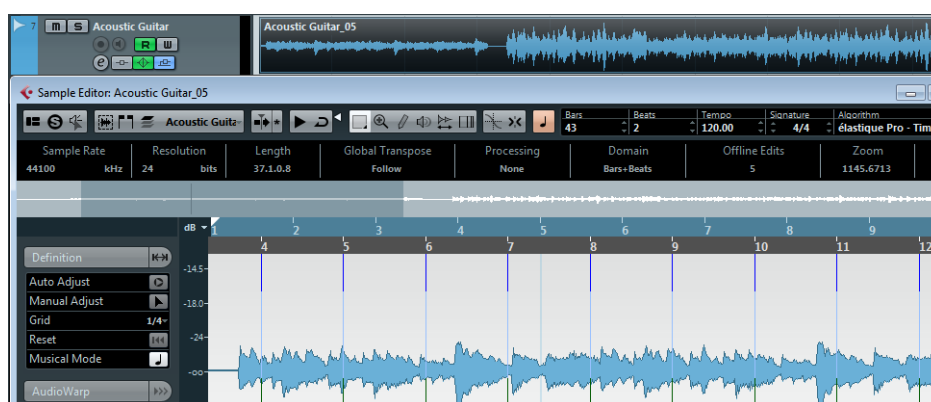 7 m S Acoustic Guitar
R W
e
Acoustic Guitar_05
Sample Editor: Acoustic Guitar_05
S Acoustic Guita
Bars Beats Tempo Signature Algorithm
43 2 120.00 4/4 élastique Pro - Tim
Sample Rate Resolution Length Global Transpose Processing Domain Offline Edits Zoom
44100 kHz 24 bits 37.1.0.8 Follow None Bars+Beats 5 1145.6713
dB 1 2 3 4 5 6 7 8 9
4 5 6 7 8 9 10 11 12
Definition
-14.5-
Auto Adjust
Manual Adjust
-18.0-
Grid 1/4
Reset
-24-
Musical Mode
-oo-
AudioWarp